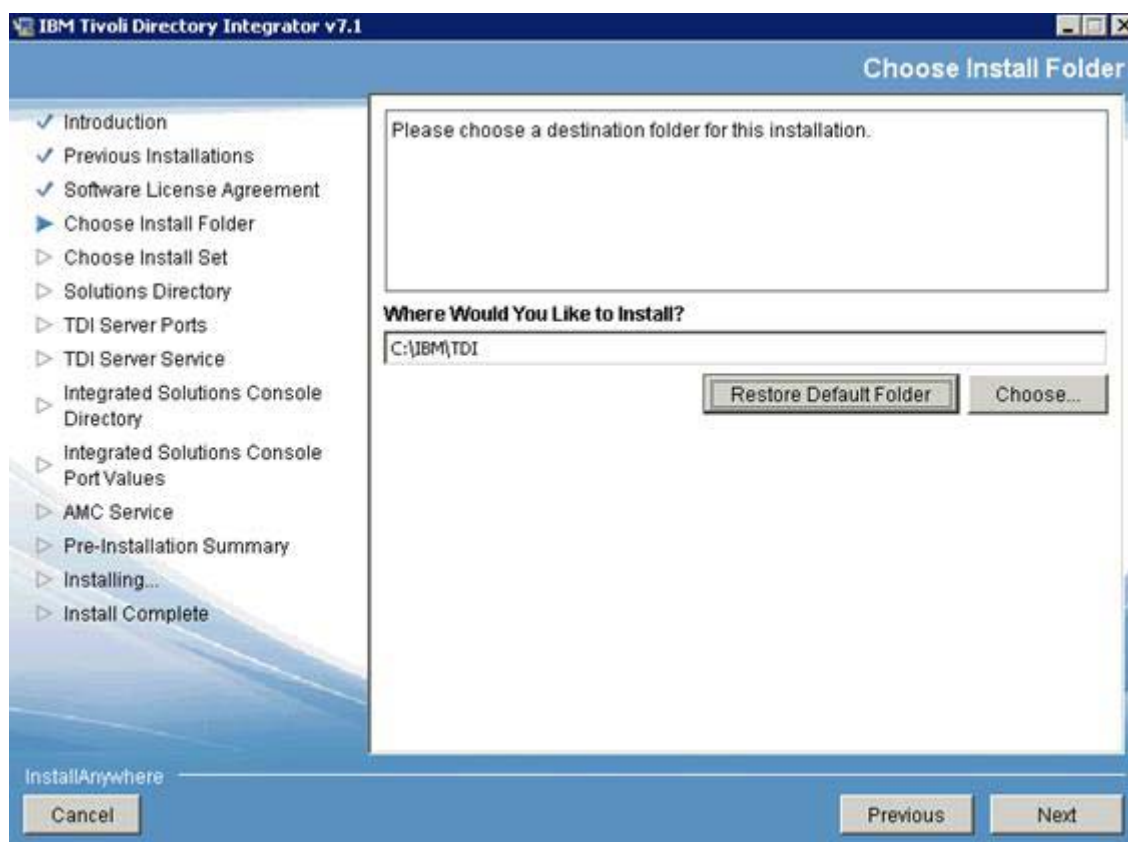 IBM Tivoli Directory Integrator v7.1
Choose Install Folder
Introduction
Previous Installations
Software License Agreement
Choose Install Folder
Choose Install Set
Solutions Directory
TDI Server Ports
TDI Server Service
Integrated Solutions Console
Directory
Integrated Solutions Console
Port Values
AMC Service
Pre-Installation Summary
Installing...
Install Complete
Please choose a destination folder for this installation.
Where Would You Like to Install?
C:\IBM\TDI
Restore Default Folder
Choose...
InstallAnywhere
Cancel
Previous
Next